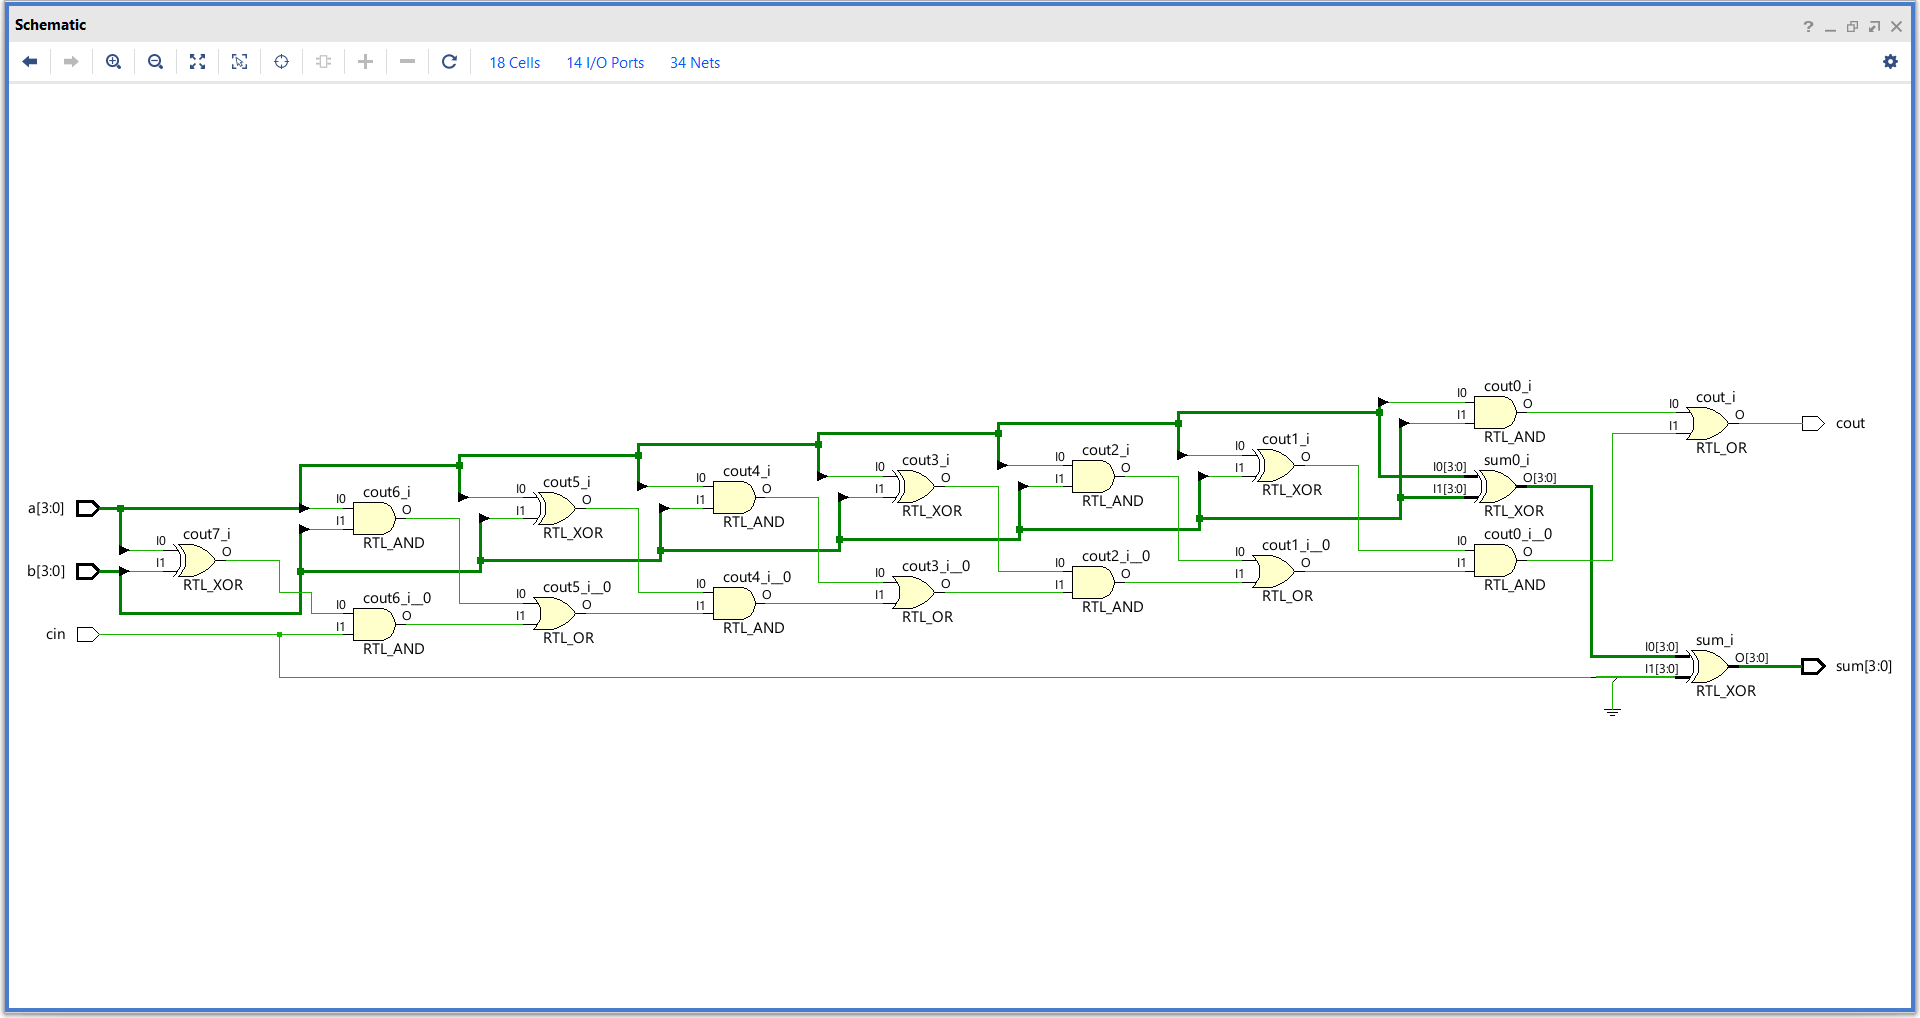 Schematic
?
18 Cells 14 I/O Ports 34 Nets
a[3:0]
b[3:0]
cin
I0
I1
cout7_i
O
RTL_XOR
I0
I1
cout6_i
O
RTL_AND
I0
I1
cout6_i__0
O
RTL_AND
I0
I1
cout5_i
O
RTL_XOR
I0
I1
cout5_i__0
O
RTL_OR
I0
I1
cout4_i
O
RTL_AND
I0
I1
cout4_i__0
O
RTL_AND
I0
I1
cout3_i
O
RTL_XOR
I0
I1
cout3_i__0
O
RTL_OR
I0
I1
cout2_i
O
RTL_AND
I0
I1
cout2_i__0
O
RTL_AND
I0
I1
cout1_i
O
RTL_XOR
I0
I1
cout1_i__0
O
RTL_OR
I0
I1
cout0_i
O
RTL_AND
I0[3:0]
I1[3:0]
sum0_i
O[3:0]
RTL_XOR
I0
I1
cout0_i__0
O
RTL_AND
I0
I1
cout_i
O
RTL_OR
cout
I0[3:0]
I1[3:0]
sum_i
O[3:0]
RTL_XOR
sum[3:0]